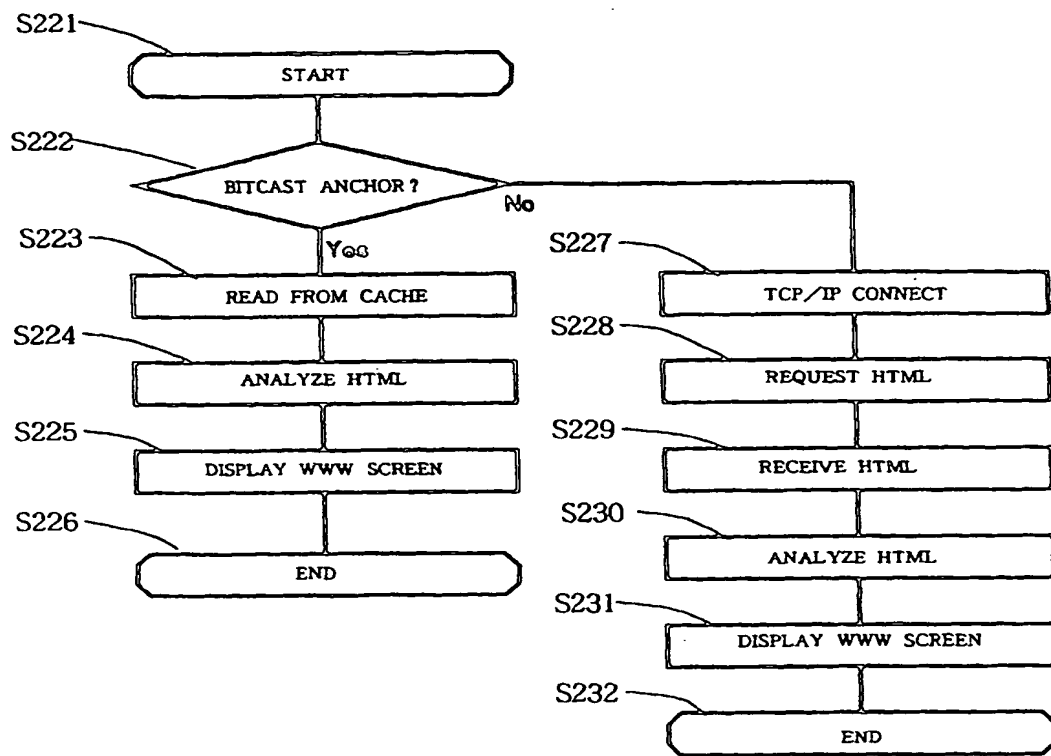 S221
START
S222
BITCAST ANCHOR?
No
Yes
S223
READ FROM CACHE
S224
ANALYZE HTML
S225
DISPLAY WWW SCREEN
S226
END
S227
TCP/IP CONNECT
S228
REQUEST HTML
S229
RECEIVE HTML
S230
ANALYZE HTML
S231
DISPLAY WWW SCREEN
S232
END